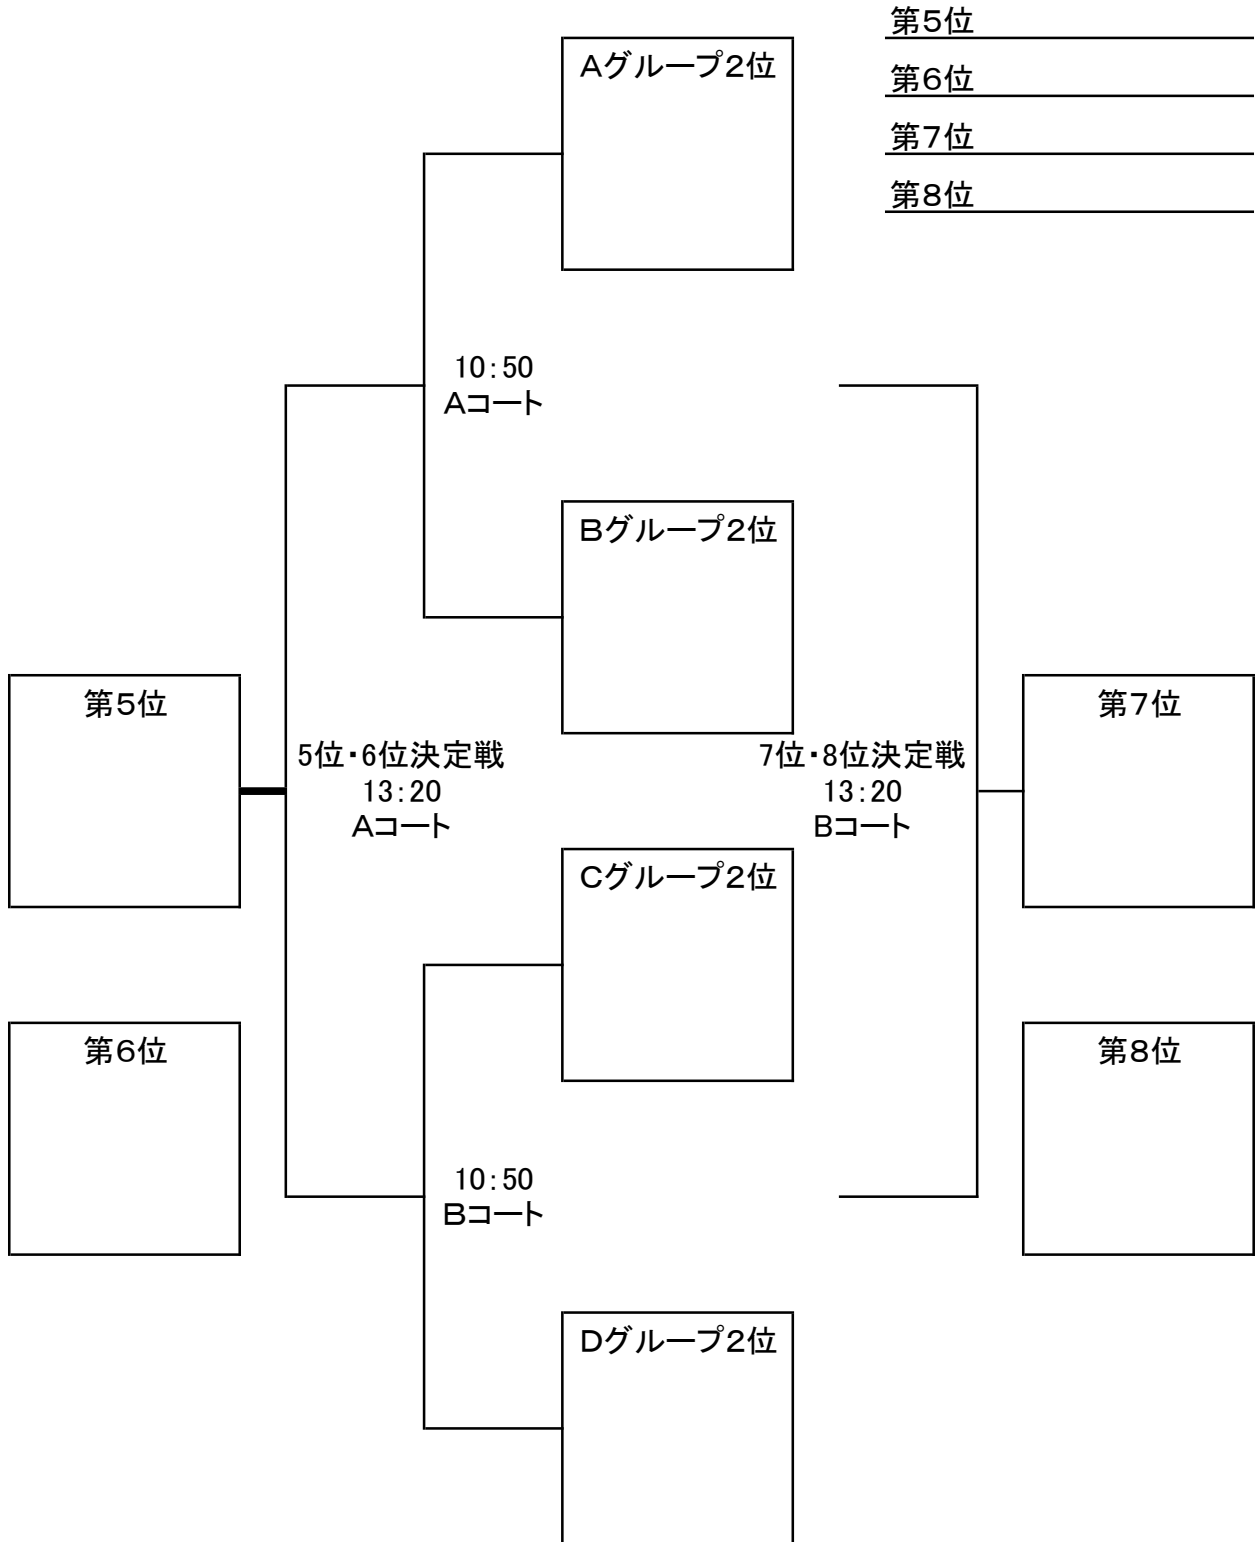 第5位
Aグループ2位
第6位
第7位
第8位
10:50
Aコート
Bグループ2位
第5位
第7位
5位・6位決定戦
13:20
Aコート
7位・8位決定戦
13:20
Bコート
Cグループ2位
第6位
第8位
10:50
Bコート
Dグループ2位